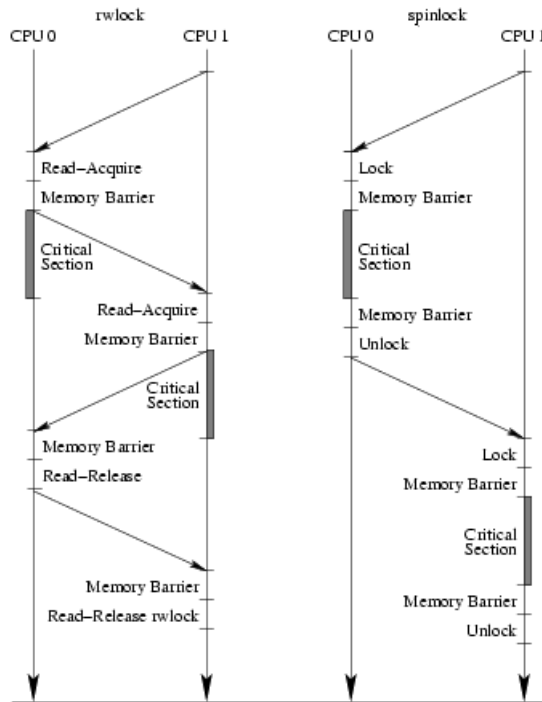 rwlock
CPU 0
CPU 1
Read–Acquire
Memory Barrier
Critical
Section
Read–Acquire
Memory Barrier
Critical
Section
Memory Barrier
Read–Release
Memory Barrier
Read–Release rwlock
spinlock
CPU 0
CPU 1
Lock
Memory Barrier
Critical
Section
Memory Barrier
Unlock
Lock
Memory Barrier
Critical
Section
Memory Barrier
Unlock